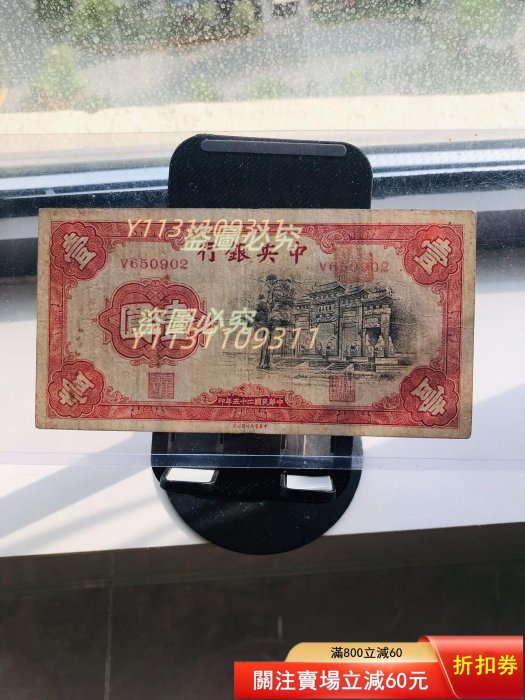 Y1131109311
盜圖必究
行銀央中
V650902
V650902
壹
壹
圓壹
盜圖必究
Y1131109311
壹
壹
印年五十二國民華中
滿800立減60
關注賣場立減60元
折扣券